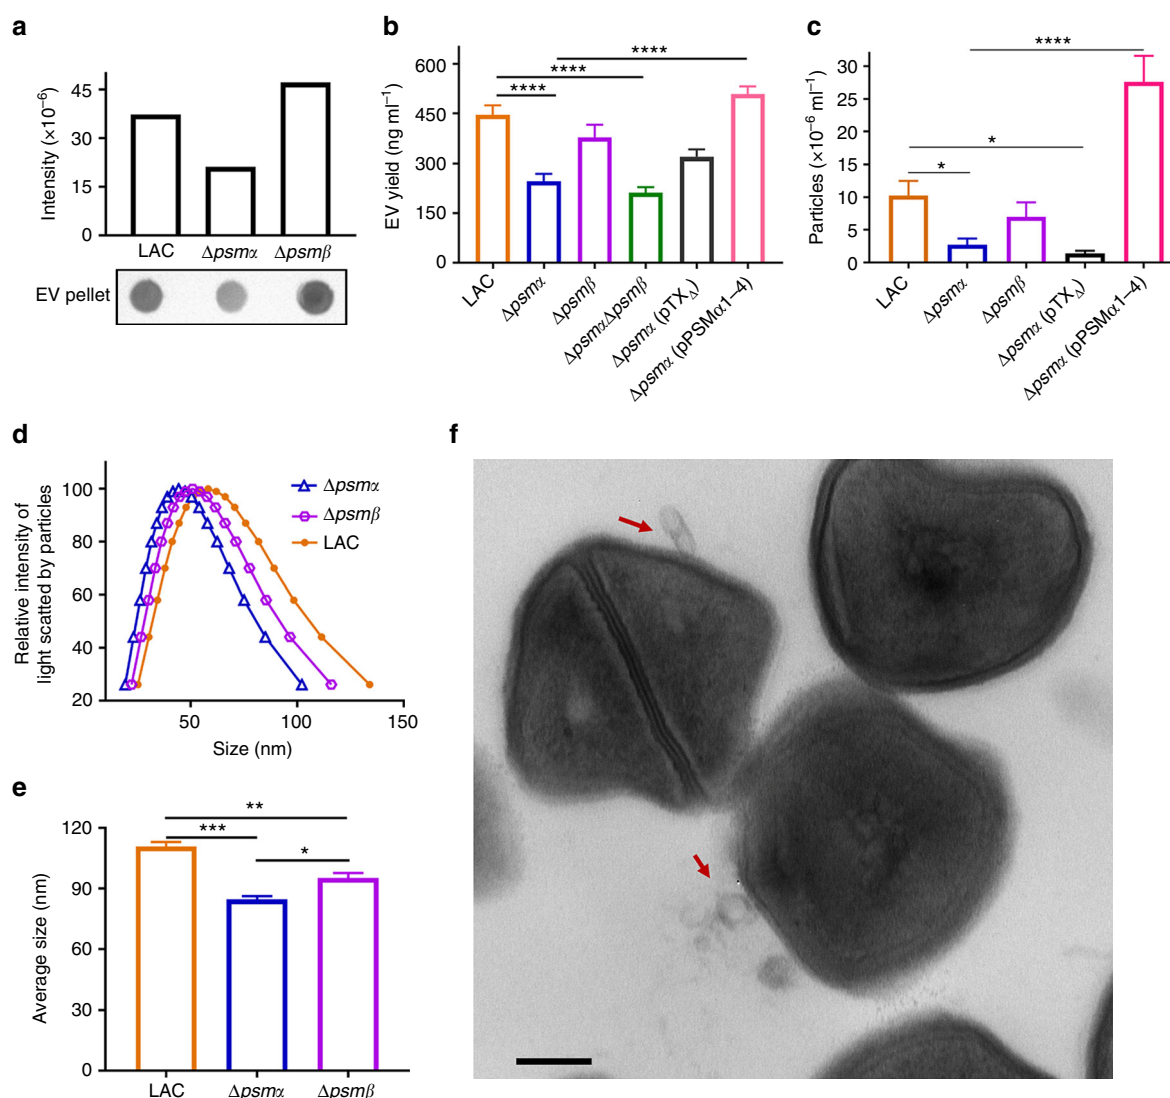 a
Intensity (×10⁻⁶)
45
30
15
0
LAC
Δpsmα
Δpsmβ
EV pellet
b
EV yield (ng ml⁻¹)
600
450
300
150
0
****
****
****
LAC
Δpsmα
Δpsmβ
ΔpsmαΔpsmβ
Δpsmα (pTXΔ)
Δpsmα (pPSMα1–4)
c
Particles (×10⁻⁶ ml⁻¹)
30
25
20
15
10
5
0
****
*
*
LAC
Δpsmα
Δpsmβ
Δpsmα (pTXΔ)
Δpsmα (pPSMα1–4)
d
Relative intensity of
light scatted by particles
100
80
60
40
20
50
100
150
Size (nm)
Δpsmα
Δpsmβ
LAC
e
Average size (nm)
120
90
60
30
0
**
***
*
LAC
Δpsmα
Δpsmβ
f